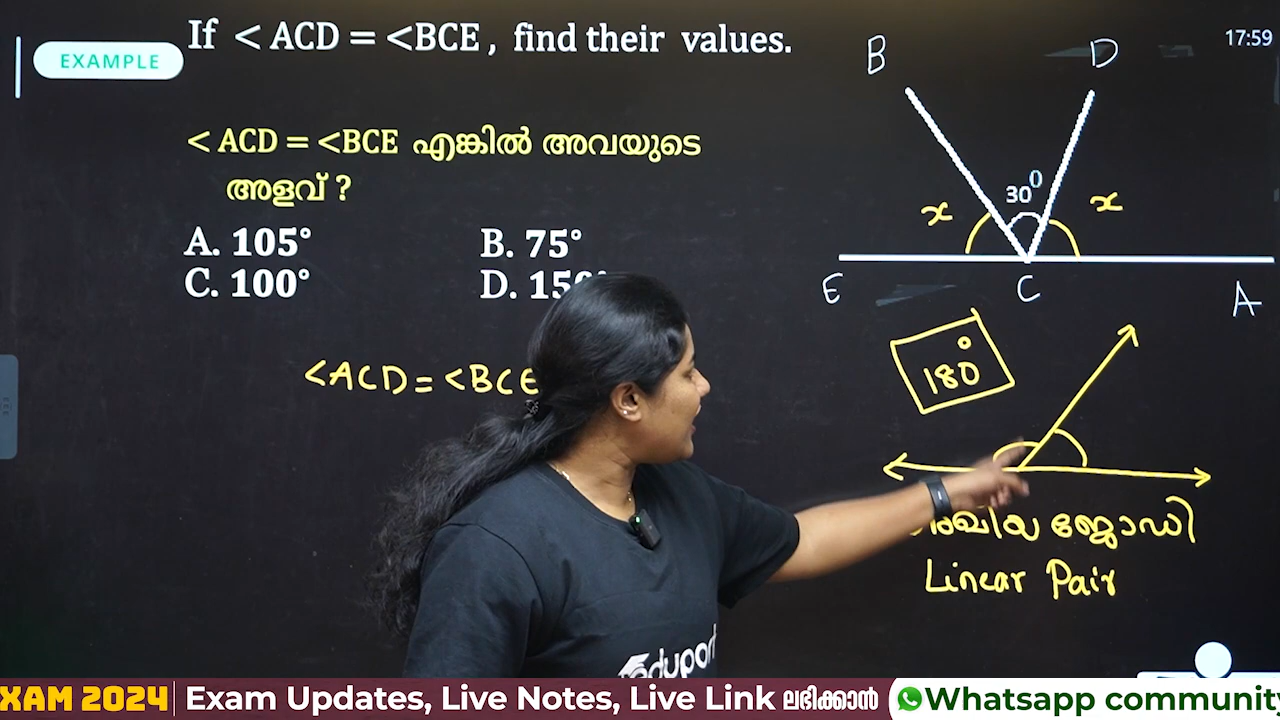 If < ACD = <BCE , find their values.
EXAMPLE
17:59
B
D
< ACD = <BCE എങ്കിൽ അവയുടെ
അളവ് ?
30⁰
x
x
A. 105°
B. 75°
C. 100°
E
C
A
<ACD = <BCE
180°
ജോഡി
Linear Pair
XAM 2024
Exam Updates, Live Notes, Live Link ലഭിക്കാൻ
Whatsapp community